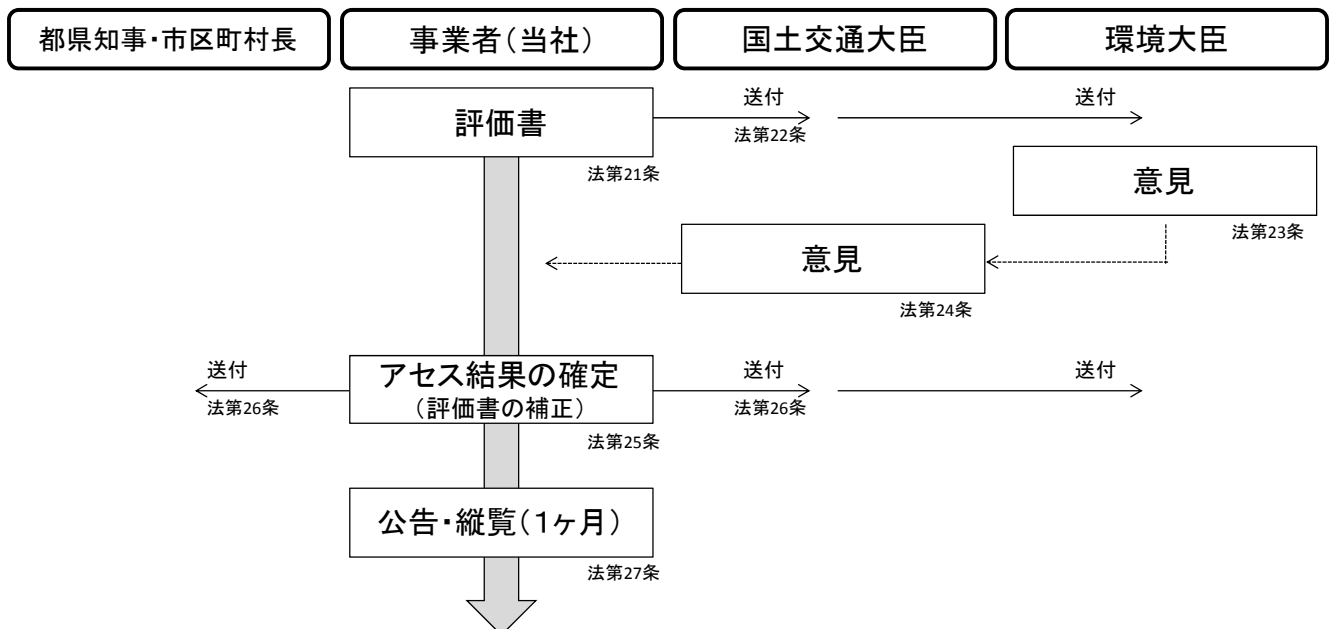 都県知事・市区町村長
事業者（当社）
国土交通大臣
環境大臣
評価書
送付
送付
法第22条
法第21条
意見
法第23条
意見
法第24条
送付
アセス結果の確定
送付
送付
法第26条
（評価書の補正）
法第26条
法第25条
公告・縦覧（１ヶ月）
法第27条